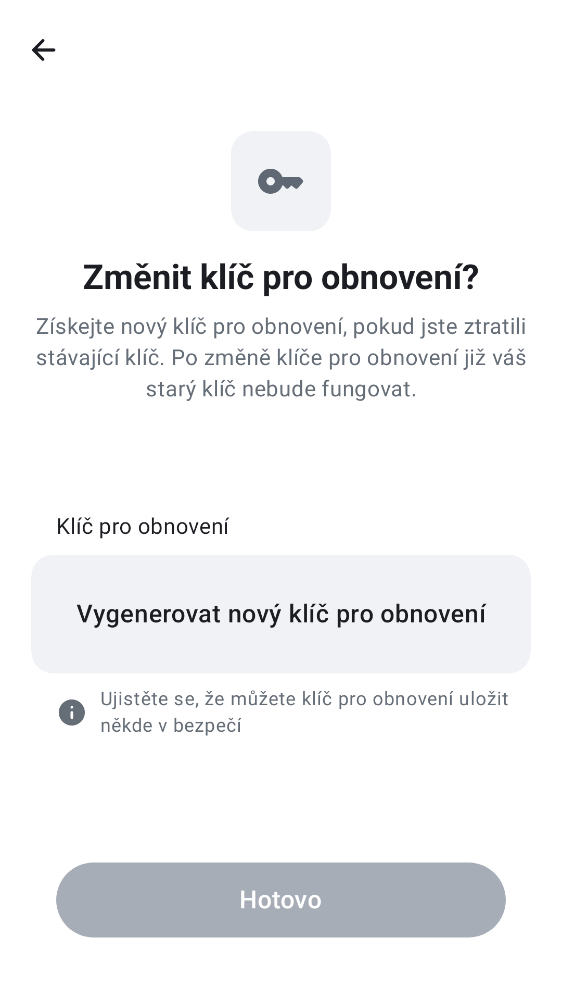 Změnit klíč pro obnovení?
Získejte nový klíč pro obnovení, pokud jste ztratili
stávající klíč. Po změně klíče pro obnovení již váš
starý klíč nebude fungovat.
Klíč pro obnovení
Vygenerovat nový klíč pro obnovení
Ujistěte se, že můžete klíč pro obnovení uložit
někde v bezpečí
Hotovo